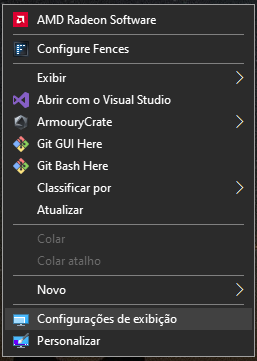 AMD Radeon Software
Configure Fences
Exibir
Abrir com o Visual Studio
ArmouryCrate
Git GUI Here
Git Bash Here
Classificar por
Atualizar
Colar
Colar atalho
Novo
Configurações de exibição
Personalizar